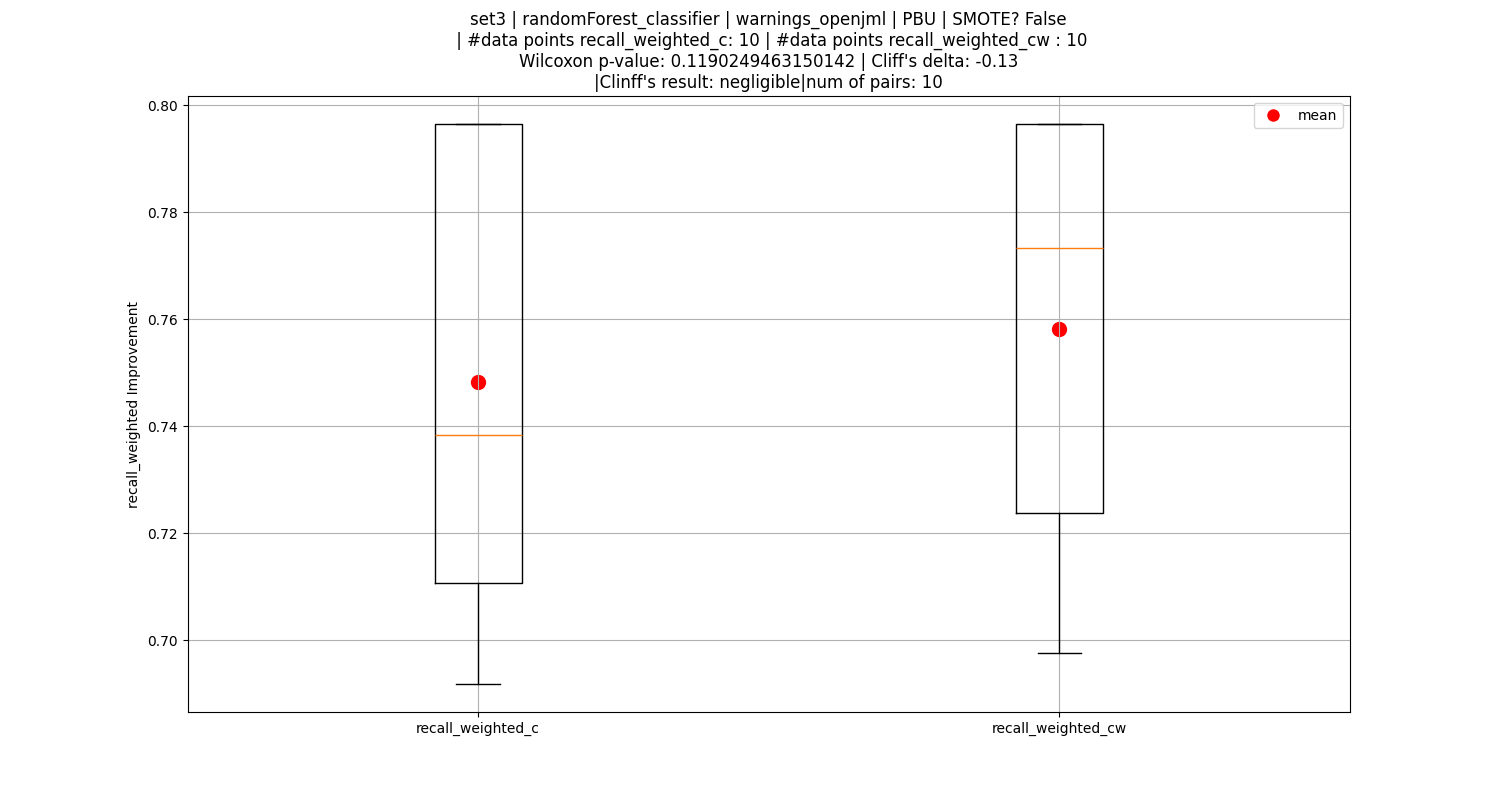 set3 | randomForest_classifier | warnings_openjml | PBU | SMOTE? False
| #data points recall_weighted_c: 10 | #data points recall_weighted_cw : 10
Wilcoxon p-value: 0.1190249463150142 | Cliff's delta: -0.13
|Clinff's result: negligible|num of pairs: 10
mean
recall_weighted Improvement
0.80
0.78
0.76
0.74
0.72
0.70
recall_weighted_c
recall_weighted_cw